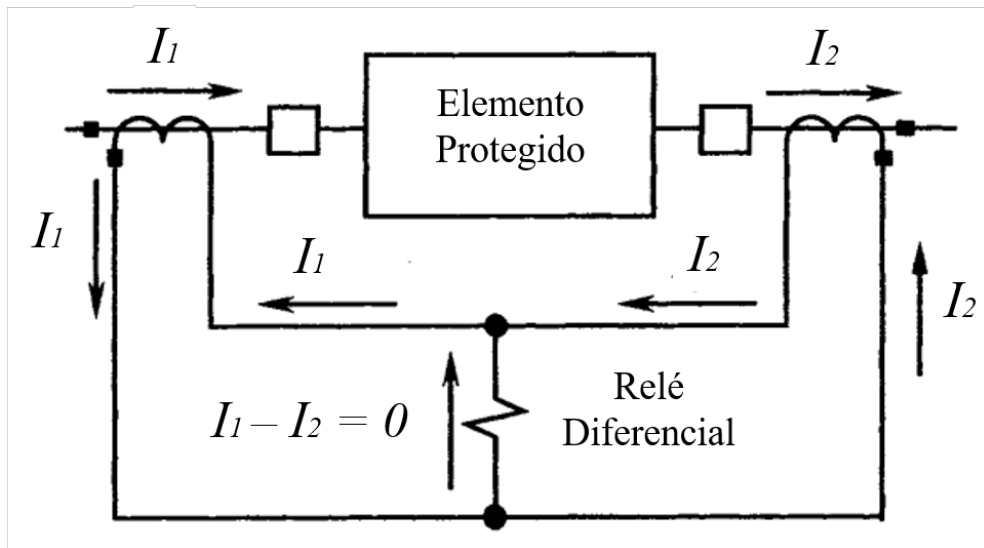 I1
I2
Elemento
Protegido
I1
I1
I2
I2
I1 – I2 = 0
Relé
Diferencial